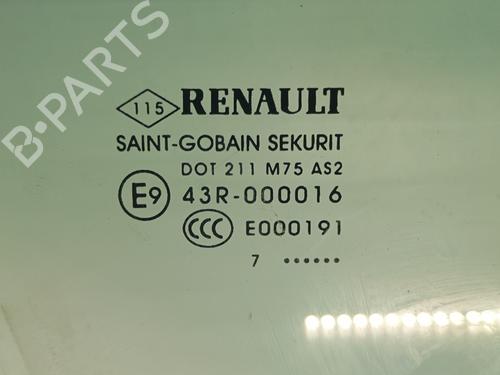 115 RENAULT
SAINT-GOBAIN SEKURIT
DOT 211 M75 AS2
E9 43R-000016
CCC E000191
7 ......
B-PARTS